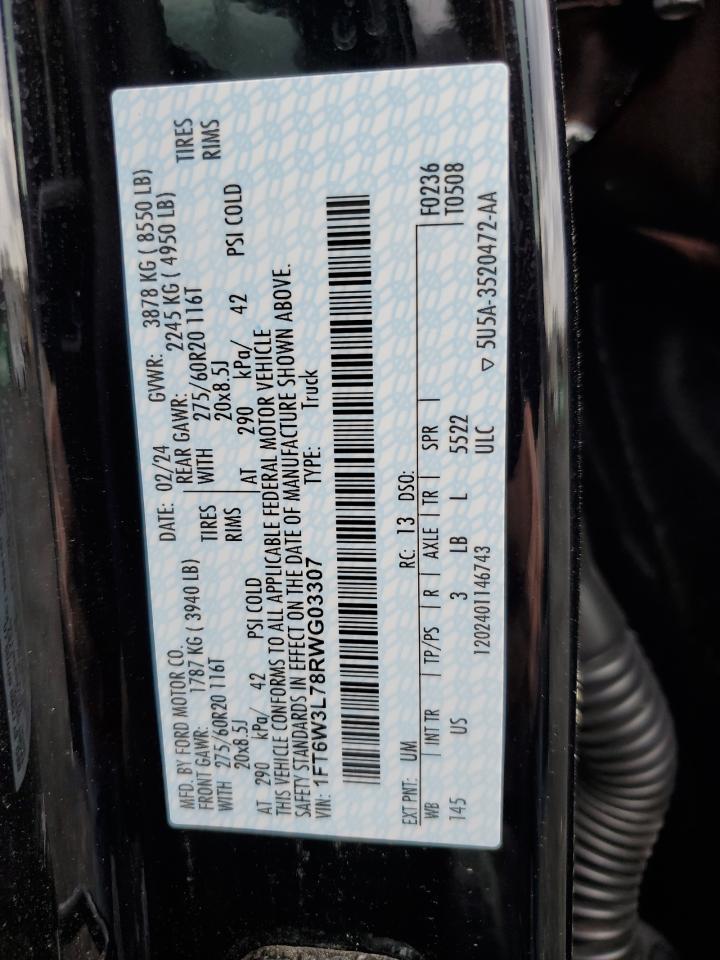 MFD. BY FORD MOTOR CO. DATE: 02/24 GVWR: 3878 KG ( 8550 LB)
FRONT GAWR: 1787 KG ( 3940 LB) REAR GAWR: 2245 KG ( 4950 LB)
WITH 275/60R20 116T TIRES WITH 275/60R20 116T TIRES
20x8.5J RIMS 20x8.5J RIMS
AT 290 kPa/ 42 PSI COLD AT 290 kPa/ 42 PSI COLD
THIS VEHICLE CONFORMS TO ALL APPLICABLE FEDERAL MOTOR VEHICLE
SAFETY STANDARDS IN EFFECT ON THE DATE OF MANUFACTURE SHOWN ABOVE.
VIN: 1FT6W3L78RWG03307 TYPE: Truck
EXT PNT: UM RC: 13 DSO: F0236
WB INT TR TP/PS R AXLE TR SPR T0508
145 US 3 LB L 5522
1202401146743 ULC ▽ 5U5A-3520472-AA